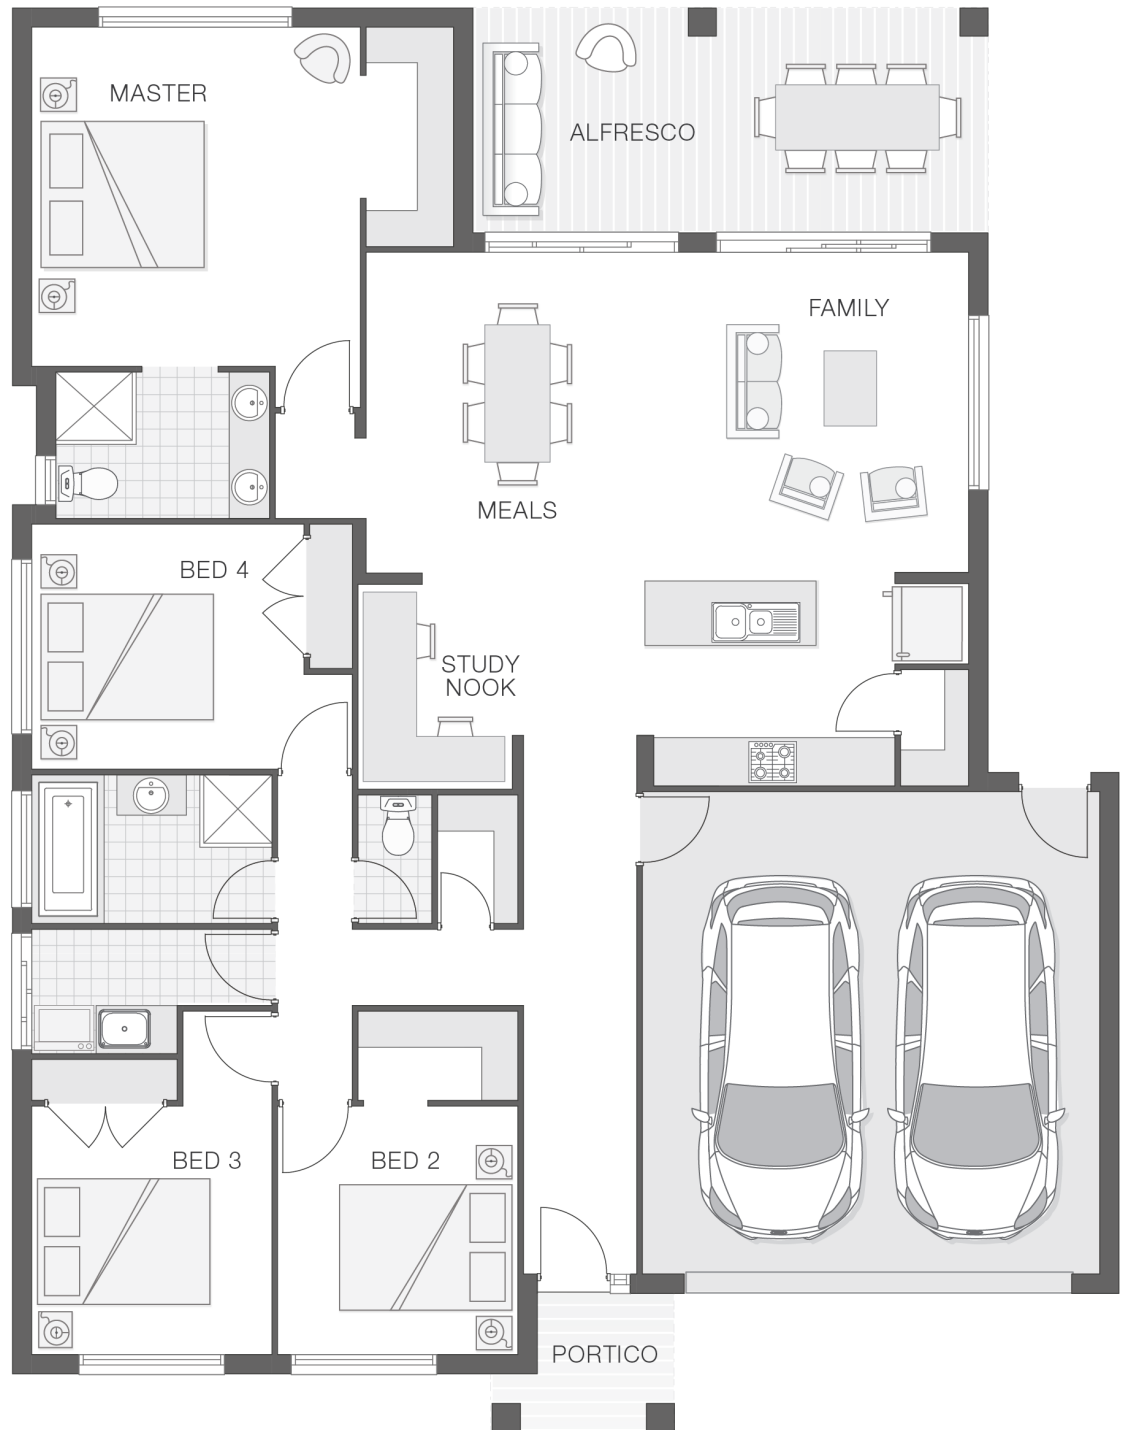 MASTER
ALFRESCO
FAMILY
MEALS
BED 4
STUDY
NOOK
BED 3
BED 2
PORTICO